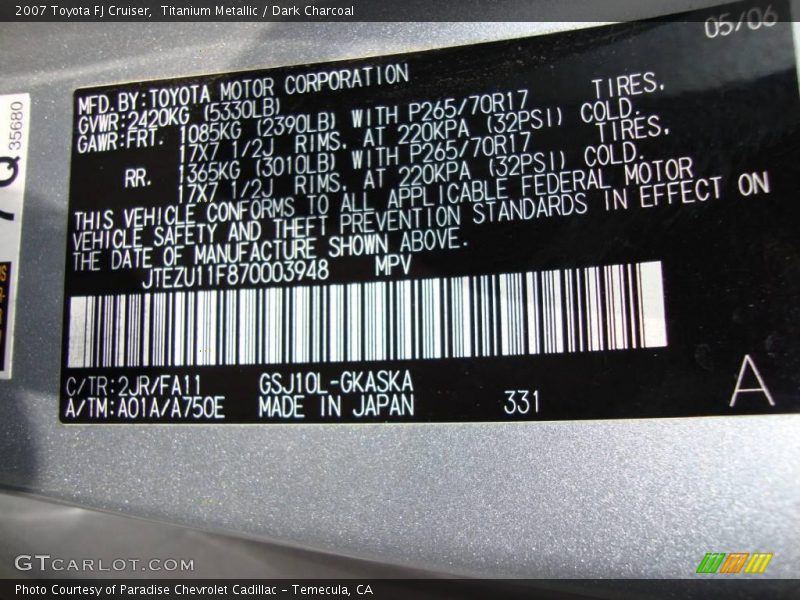 2007 Toyota FJ Cruiser,  Titanium Metallic / Dark Charcoal
05/06
MFD.BY:TOYOTA MOTOR CORPORATION
GVWR:2420KG (5330LB)
GAWR:FRT. 1085KG (2390LB) WITH P265/70R17 TIRES,
17X7 1/2J RIMS, AT 220KPA (32PSI) COLD.
RR. 1365KG (3010LB) WITH P265/70R17 TIRES,
17X7 1/2J RIMS, AT 220KPA (32PSI) COLD.
THIS VEHICLE CONFORMS TO ALL APPLICABLE FEDERAL MOTOR
VEHICLE SAFETY AND THEFT PREVENTION STANDARDS IN EFFECT ON
THE DATE OF MANUFACTURE SHOWN ABOVE.
JTEZU11F870003948 MPV
C/TR:2JR/FA11 GSJ10L-GKASKA
A/TM:A01A/A750E MADE IN JAPAN 331
A
Q 35680
GTCARLOT.COM
Photo Courtesy of Paradise Chevrolet Cadillac – Temecula, CA